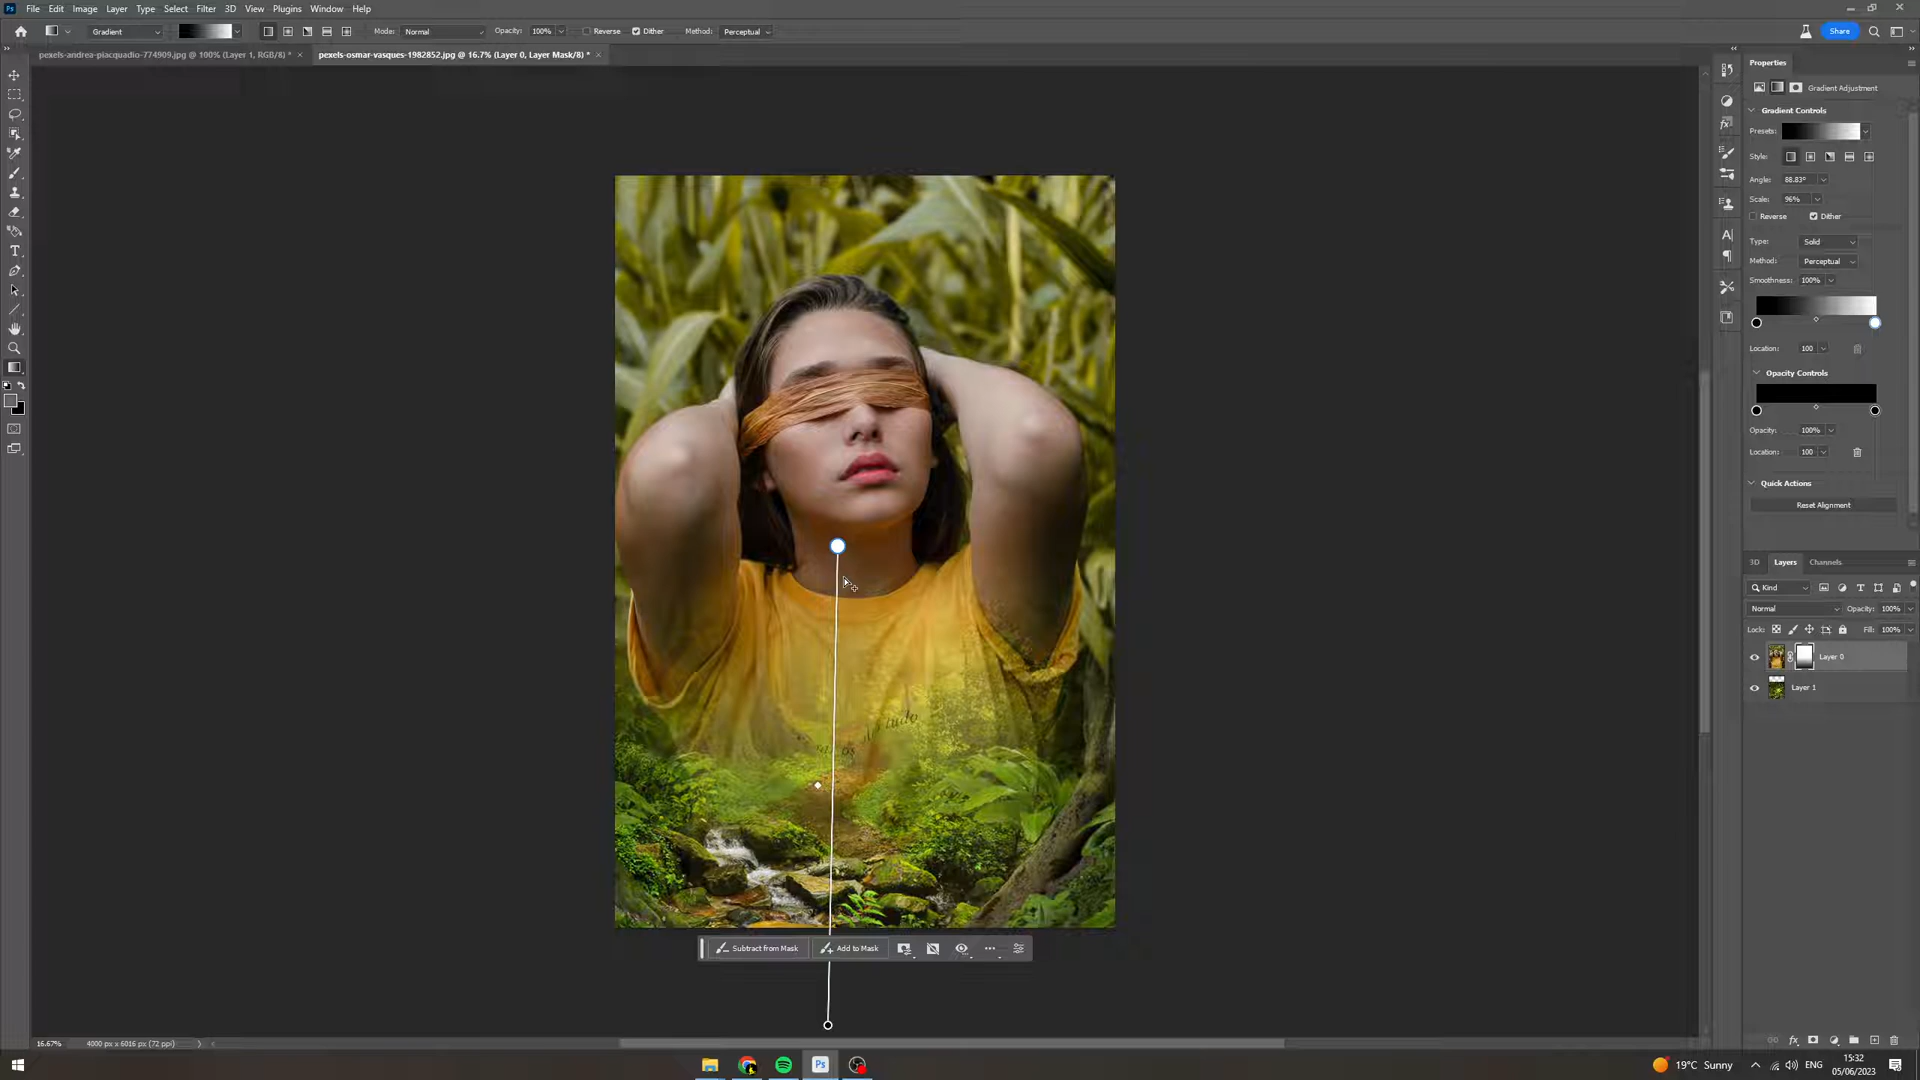 File Edit Image Layer Type Select Filter 3D View Plugins Window Help
Gradient Mode: Normal Opacity: 100% Reverse Dither Method: Perceptual Share
pexels-andrea-piacquadio-774909.jpg @ 100% (Layer 1, RGB/8) * × pexels-osmar-vasques-1982852.jpg @ 16.7% (Layer 0, Layer Mask/8) * ×
Properties
Gradient Adjustment
Gradient Controls
Presets:
Style:
Angle: 88.83°
Scale: 96%
Reverse Dither
Type: Solid
Method: Perceptual
Smoothness: 100%
Location: 100
Opacity Controls
Opacity: 100%
Location: 100
Quick Actions
Reset Alignment
3D Layers Channels
Kind
Normal Opacity: 100%
Lock: Fill: 100%
Layer 0
Layer 1
tudo
Subtract from Mask Add to Mask
16.67% 4000 px x 6016 px (72 ppi)
19°C Sunny ENG 15:32
05/06/2023